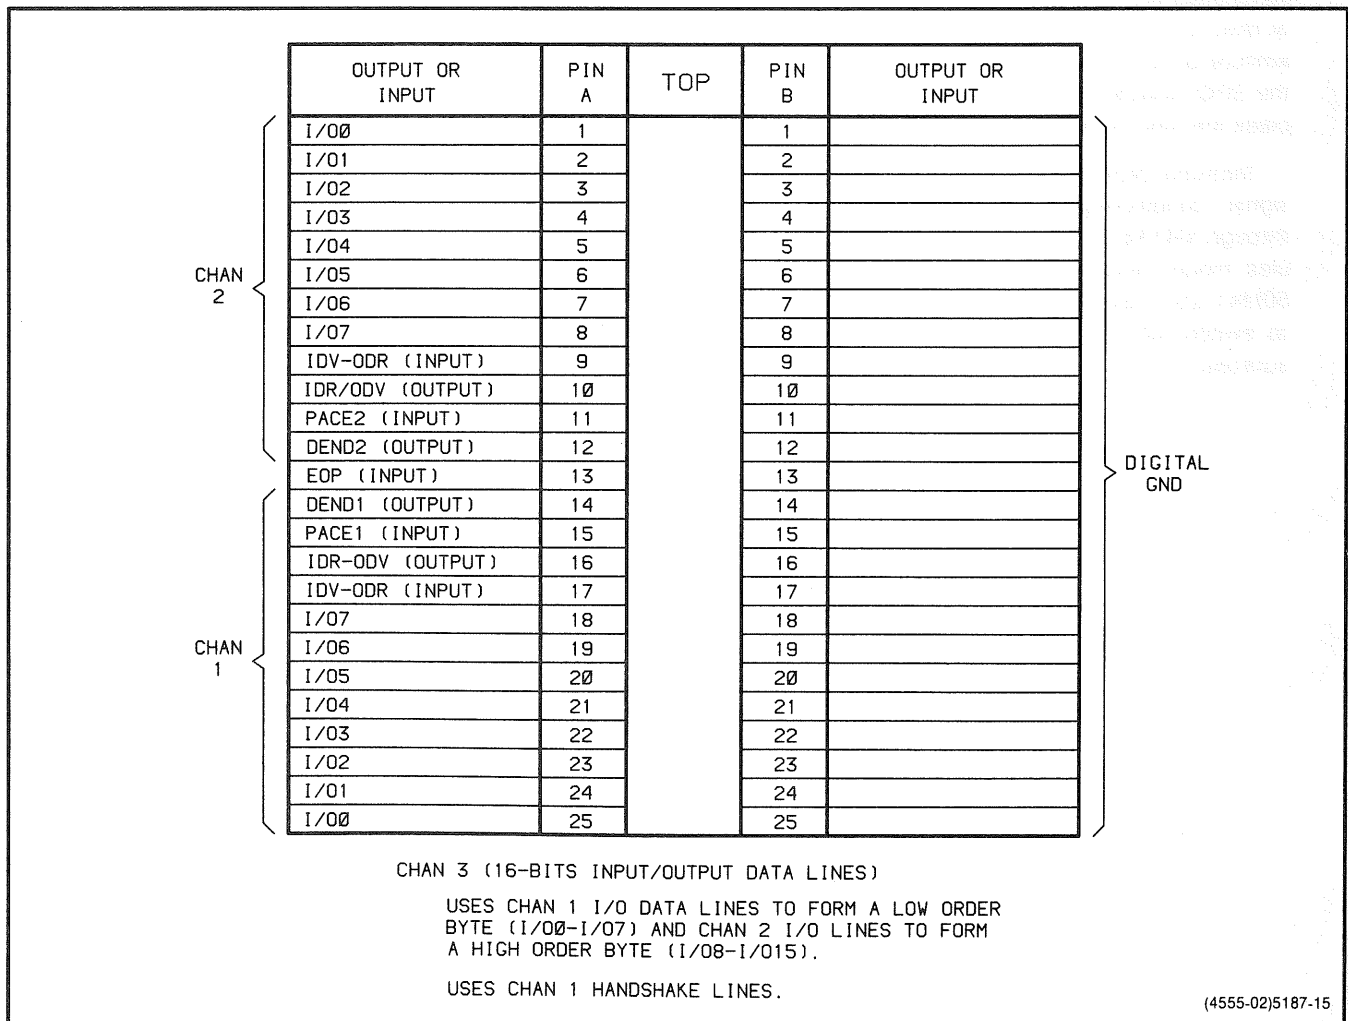 OUTPUT OR INPUT PIN A TOP PIN B OUTPUT OR INPUT
I/OØ 1 1
I/O1 2 2
I/O2 3 3
I/O3 4 4
I/O4 5 5
I/O5 6 6
I/O6 7 7
I/O7 8 8
IDV-ODR (INPUT) 9 9
IDR/ODV (OUTPUT) 1Ø 1Ø
PACE2 (INPUT) 11 11
DEND2 (OUTPUT) 12 12
EOP (INPUT) 13 13
DEND1 (OUTPUT) 14 14
PACE1 (INPUT) 15 15
IDR-ODV (OUTPUT) 16 16
IDV-ODR (INPUT) 17 17
I/O7 18 18
I/O6 19 19
I/O5 2Ø 2Ø
I/O4 21 21
I/O3 22 22
I/O2 23 23
I/O1 24 24
I/OØ 25 25
CHAN
2
CHAN
1
DIGITAL
GND
CHAN 3 (16-BITS INPUT/OUTPUT DATA LINES)
USES CHAN 1 I/O DATA LINES TO FORM A LOW ORDER
BYTE (I/OØ-I/O7) AND CHAN 2 I/O LINES TO FORM
A HIGH ORDER BYTE (I/O8-I/O15).
USES CHAN 1 HANDSHAKE LINES.
(4555-02)5187-15